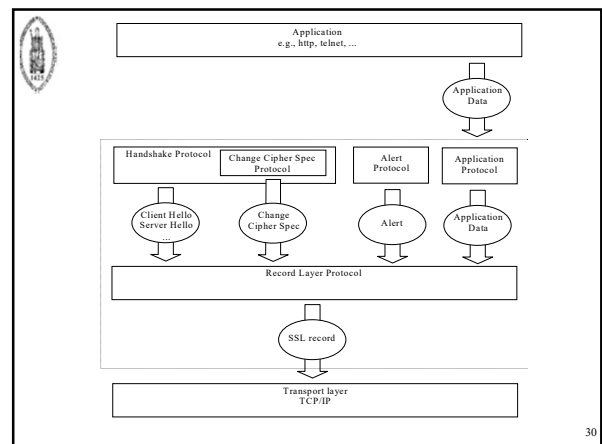 Application
e.g., http, telnet, ...
Application
Data
Handshake Protocol
Change Cipher Spec
Protocol
Alert
Protocol
Application
Protocol
Client Hello
Server Hello
...
Change
Cipher Spec
Alert
Application
Data
Record Layer Protocol
SSL record
Transport layer
TCP/IP
30
1425